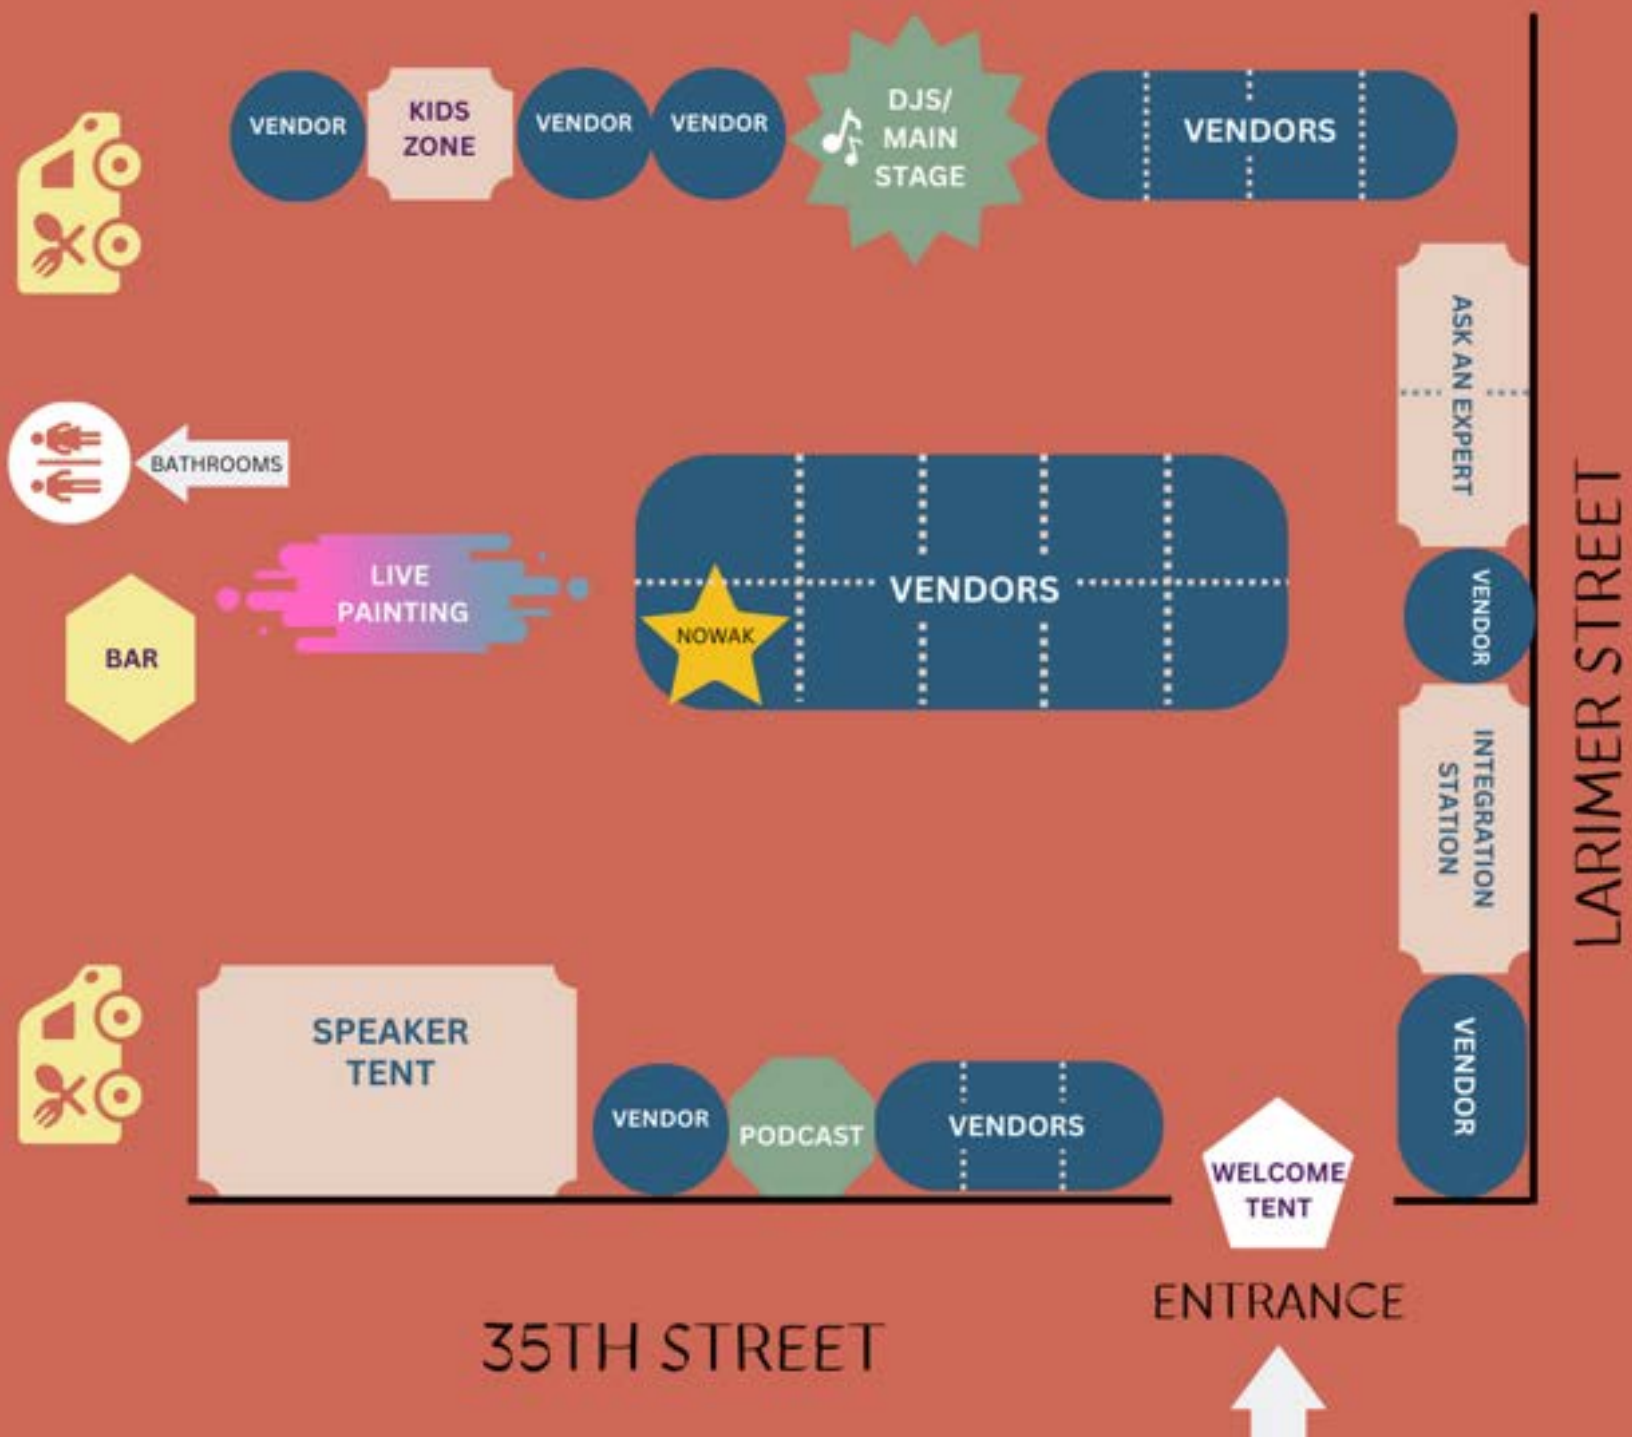 VENDOR
KIDS
ZONE
VENDOR
VENDOR
DJS/
MAIN
STAGE
VENDORS
ASK AN EXPERT
BATHROOMS
LIVE
PAINTING
BAR
NOWAK
VENDORS
VENDOR
INTEGRATION
STATION
LARIMER STREET
SPEAKER
TENT
VENDOR
PODCAST
VENDORS
VENDOR
WELCOME
TENT
ENTRANCE
35TH STREET